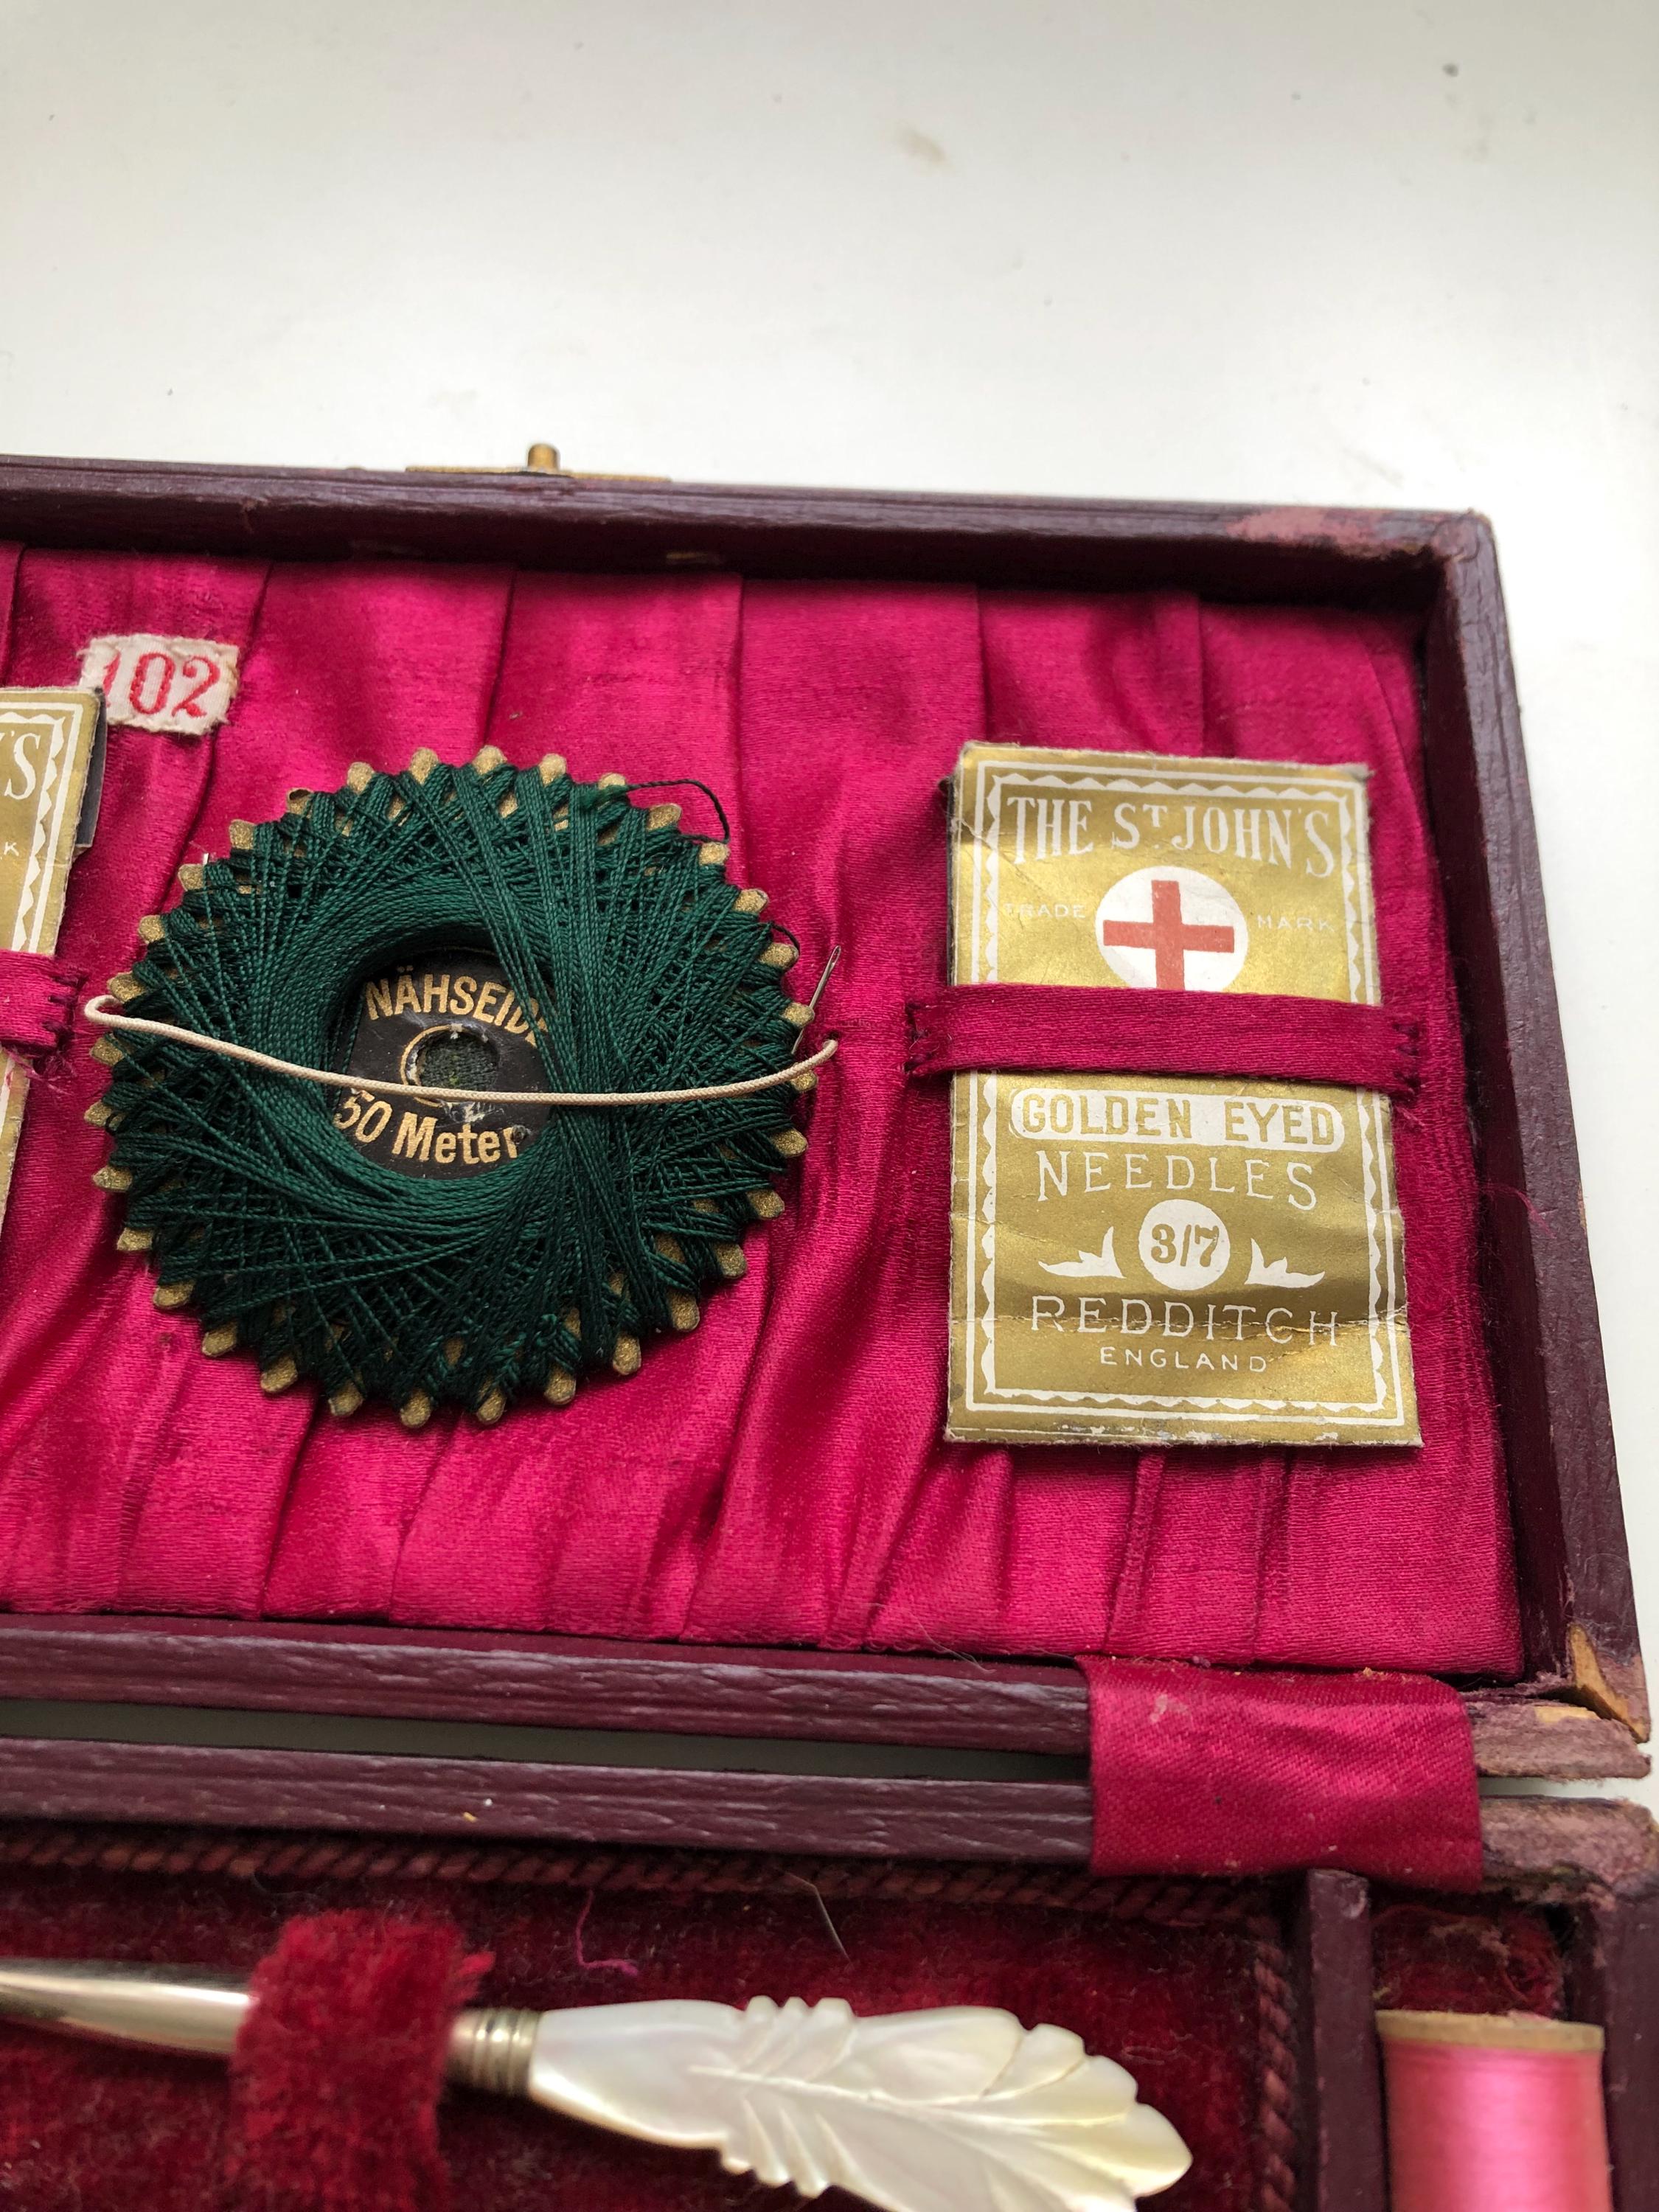 102
'S
K
NÄHSEIDE
50 Meter
THE ST JOHN'S
TRADE MARK
GOLDEN EYED
NEEDLES
3/7
REDDITCH
ENGLAND